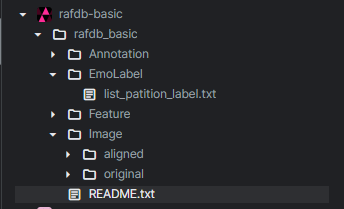 rafdb-basic
rafdb_basic
Annotation
EmoLabel
list_patition_label.txt
Feature
Image
aligned
original
README.txt